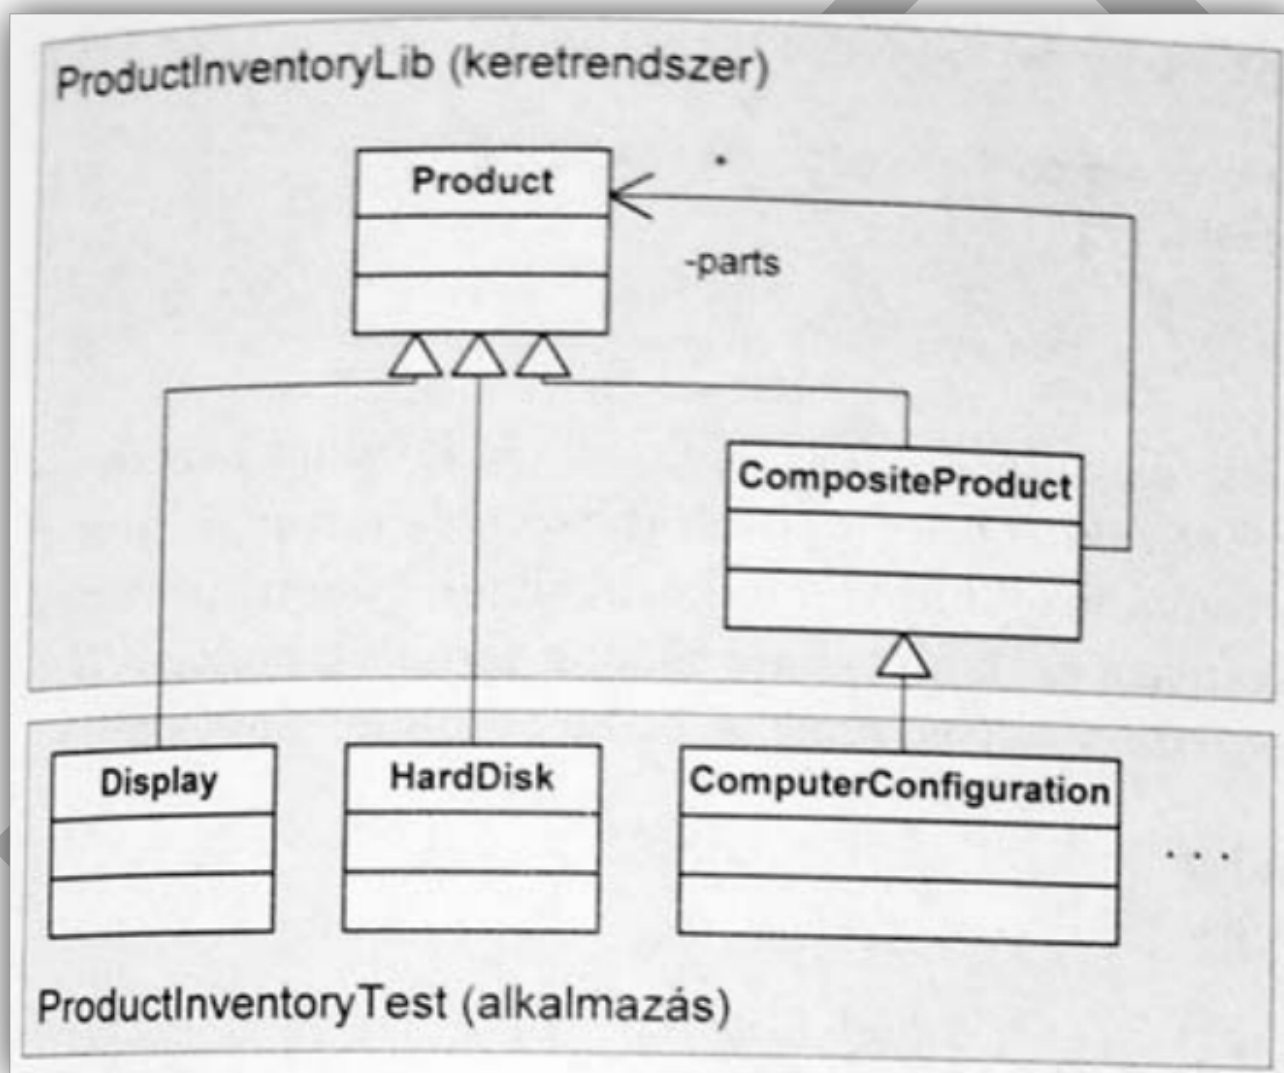 ProductInventoryLib (keretrendszer)
Product
*
-parts
CompositeProduct
Display
HardDisk
ComputerConfiguration
. . .
ProductInventoryTest (alkalmazás)